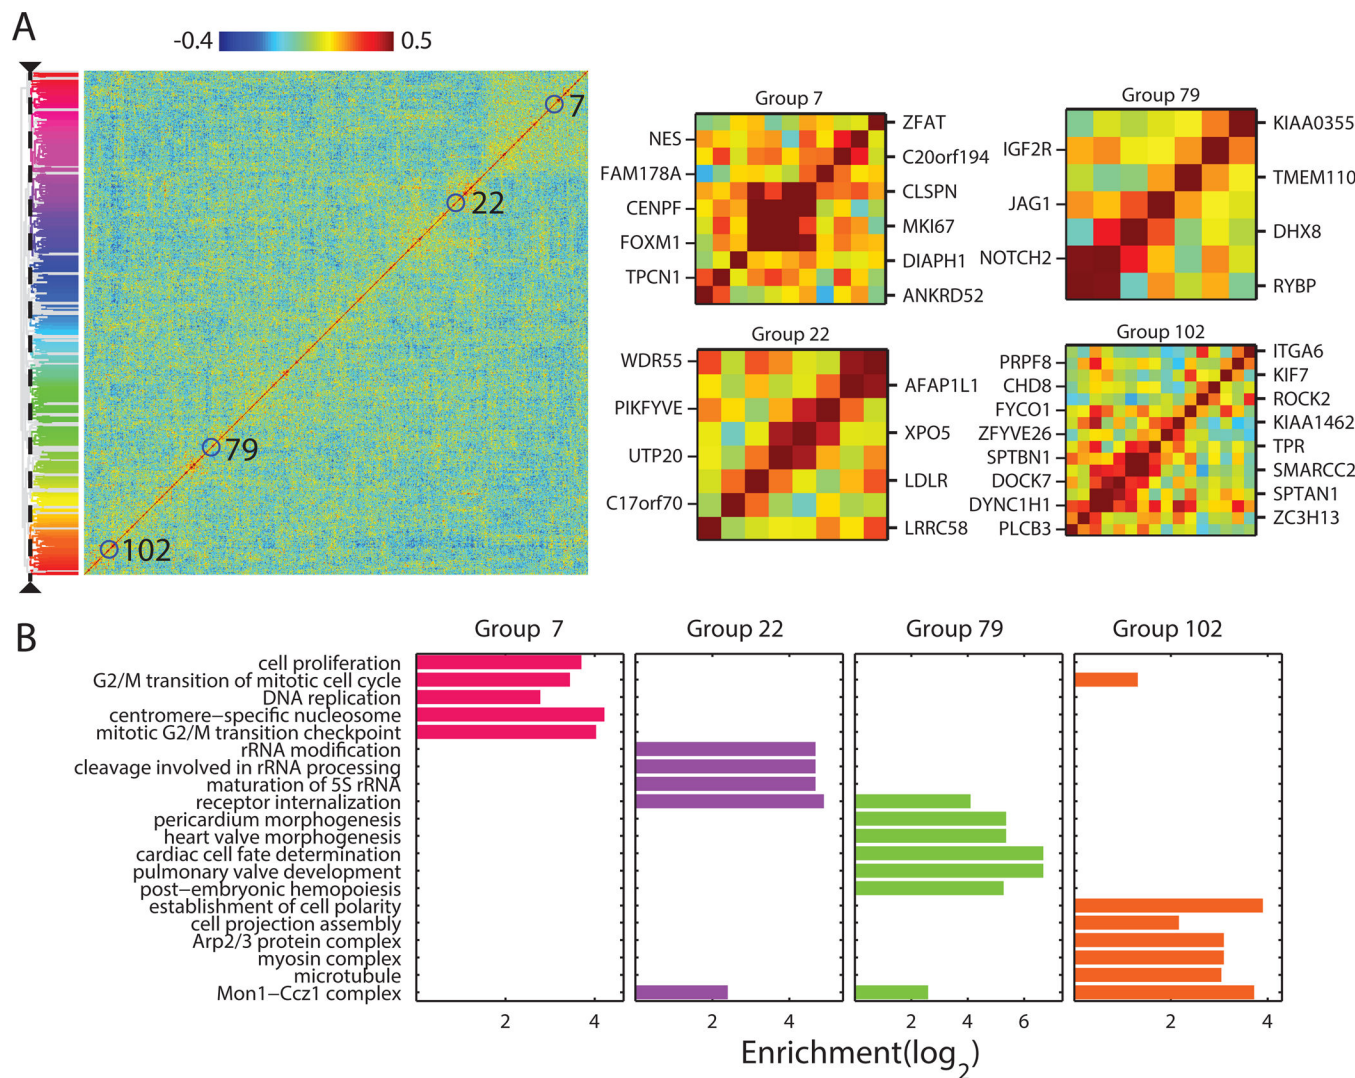 A
-0.4 0.5
7
22
79
102
Group 7
NES
FAM178A
CENPF
FOXM1
TPCN1
ZFAT
C20orf194
CLSPN
MKI67
DIAPH1
ANKRD52
Group 79
IGF2R
JAG1
NOTCH2
KIAA0355
TMEM110
DHX8
RYBP
Group 22
WDR55
PIKFYVE
UTP20
C17orf70
AFAP1L1
XPO5
LDLR
LRRC58
Group 102
PRPF8
CHD8
FYCO1
ZFYVE26
SPTBN1
DOCK7
DYNC1H1
PLCB3
ITGA6
KIF7
ROCK2
KIAA1462
TPR
SMARCC2
SPTAN1
ZC3H13
B
Group 7 Group 22 Group 79 Group 102
cell proliferation
G2/M transition of mitotic cell cycle
DNA replication
centromere−specific nucleosome
mitotic G2/M transition checkpoint
rRNA modification
cleavage involved in rRNA processing
maturation of 5S rRNA
receptor internalization
pericardium morphogenesis
heart valve morphogenesis
cardiac cell fate determination
pulmonary valve development
post−embryonic hemopoiesis
establishment of cell polarity
cell projection assembly
Arp2/3 protein complex
myosin complex
microtubule
Mon1−Ccz1 complex
2 4 2 4 2 4 6 2 4
Enrichment(log2)